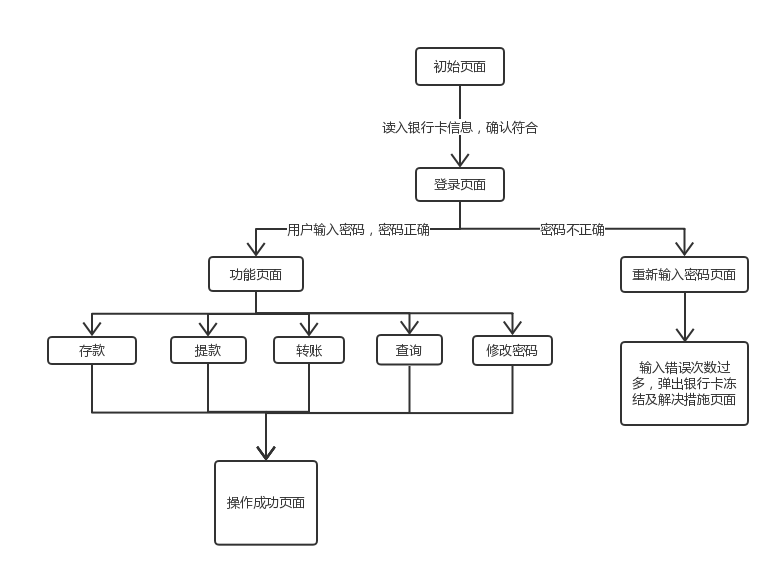 初始页面
读入银行卡信息，确认符合
登录页面
用户输入密码，密码正确
密码不正确
功能页面
重新输入密码页面
存款
提款
转账
查询
修改密码
输入错误次数过
多，弹出银行卡冻
结及解决措施页面
操作成功页面